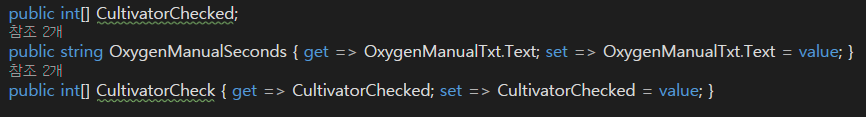 public int[] CultivatorChecked;
참조 2개
public string OxygenManualSeconds { get => OxygenManualTxt.Text; set => OxygenManualTxt.Text = value; }
참조 2개
public int[] CultivatorCheck { get => CultivatorChecked; set => CultivatorChecked = value; }